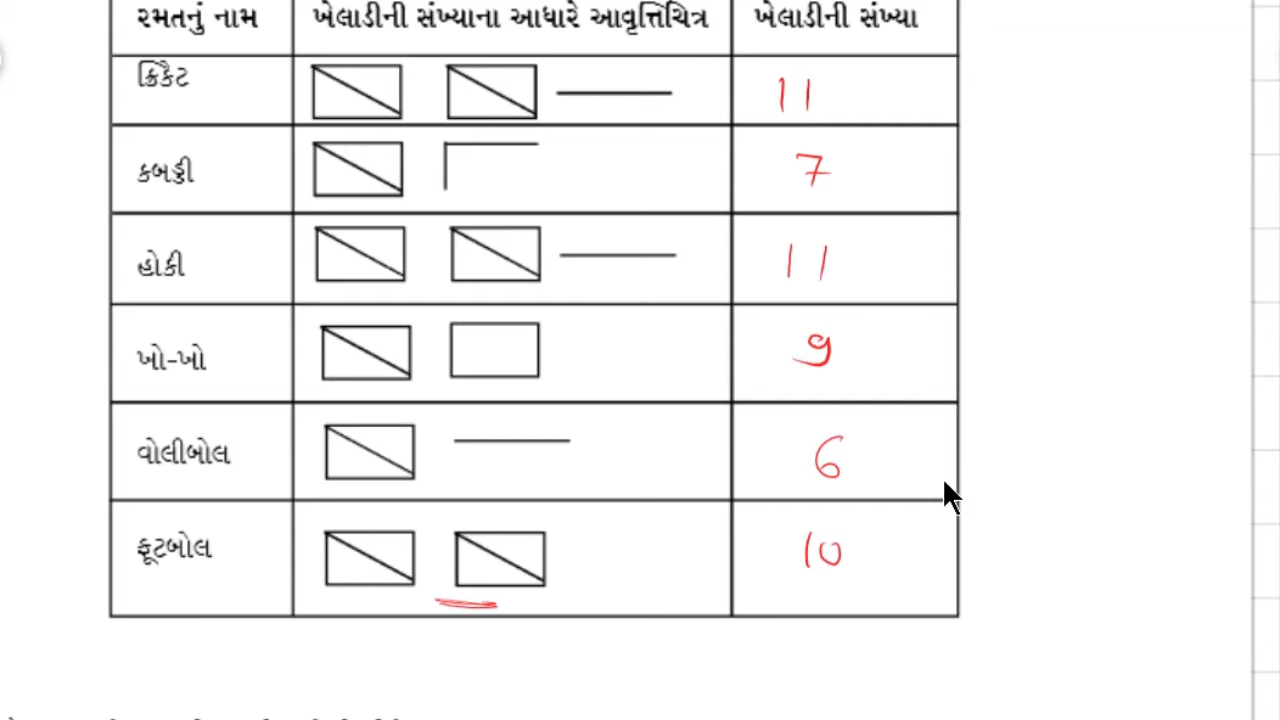 રમતનું નામ ખેલાડીની સંખ્યાના આધારે આવૃત્તિચિત્ર ખેલાડીની સંખ્યા
ક્રિકેટ 11
કબડ્ડી 7
હોકી 11
ખો-ખો 9
વોલીબોલ 6
ફૂટબોલ 10